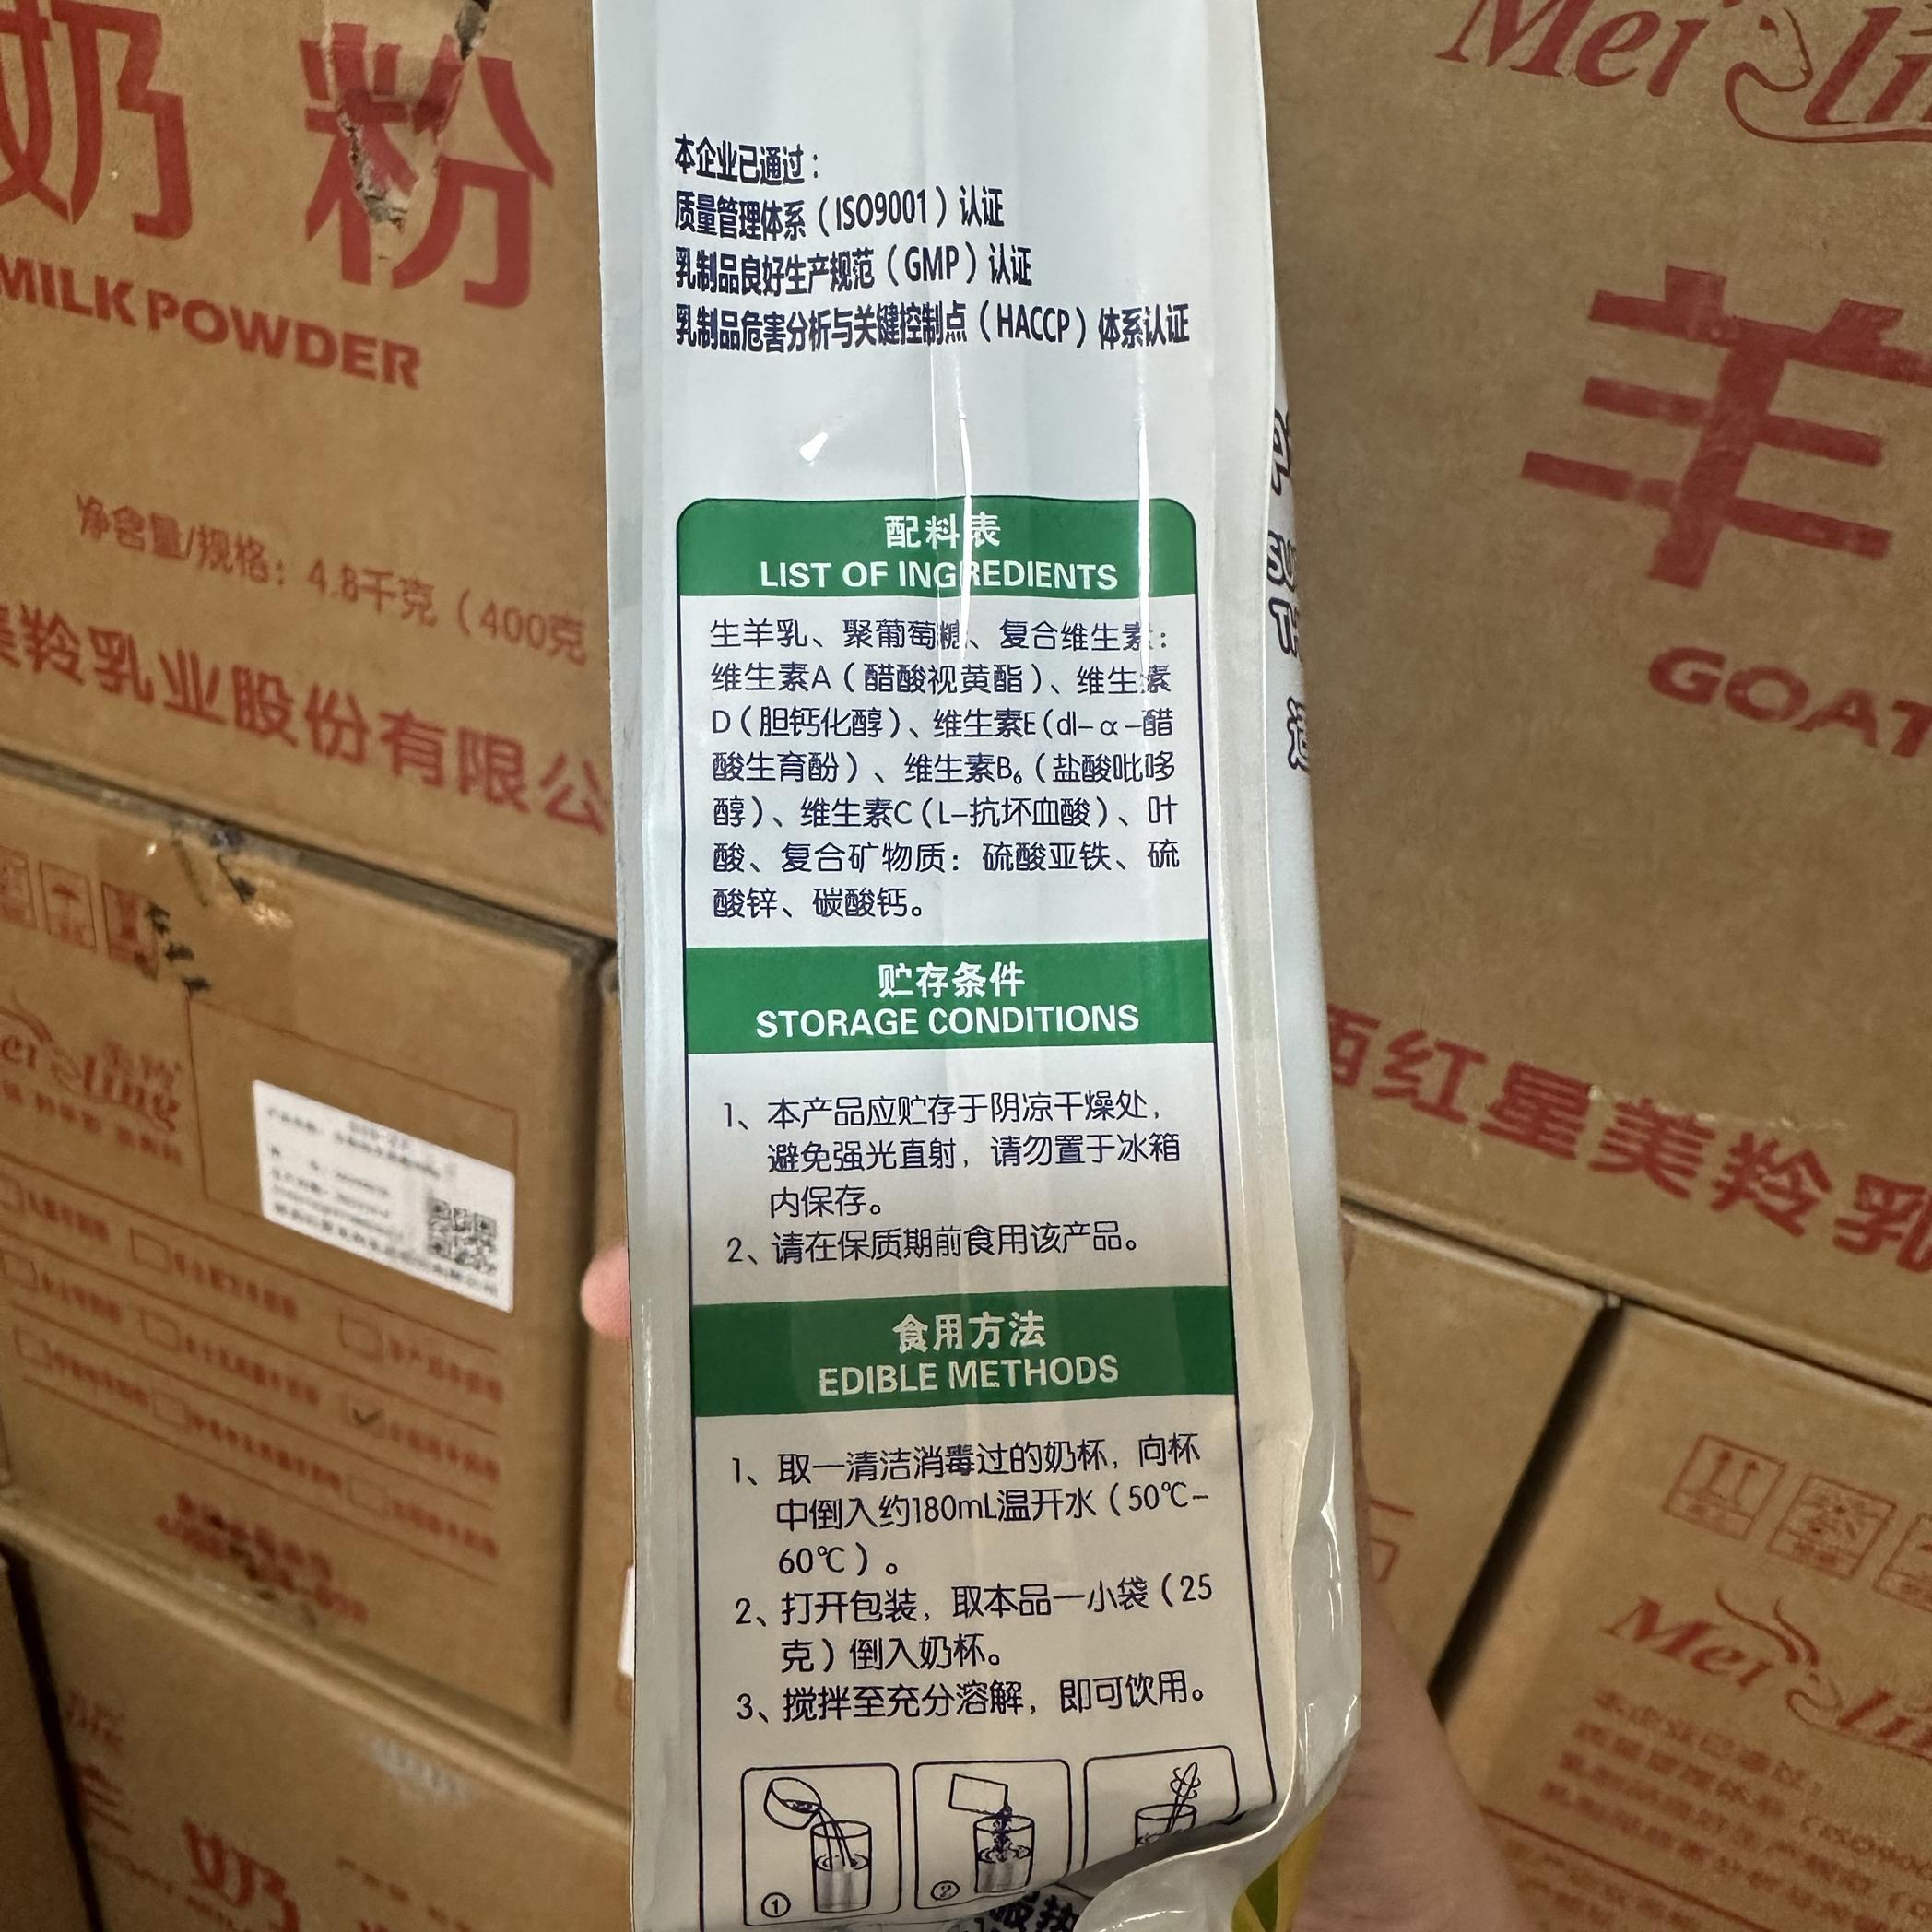 本企业已通过：
质量管理体系（ISO9001）认证
乳制品良好生产规范（GMP）认证
乳制品危害分析与关键控制点（HACCP）体系认证
配料表
LIST OF INGREDIENTS
生羊乳、聚葡萄糖、复合维生素：
维生素A（醋酸视黄酯）、维生素
D（胆钙化醇）、维生素E（dl-α-醋
酸生育酚）、维生素B₆（盐酸吡哆
醇）、维生素C（L-抗坏血酸）、叶
酸、复合矿物质：硫酸亚铁、硫
酸锌、碳酸钙。
贮存条件
STORAGE CONDITIONS
1、本产品应贮存于阴凉干燥处，
避免强光直射，请勿置于冰箱
内保存。
2、请在保质期前食用该产品。
食用方法
EDIBLE METHODS
1、取一清洁消毒过的奶杯，向杯
中倒入约180mL温开水（50℃-
60℃）。
2、打开包装，取本品一小袋（25
克）倒入奶杯。
3、搅拌至充分溶解，即可饮用。
①
②
奶粉
MILK POWDER
净含量/规格：4.8千克（400克
美羚乳业股份有限公
Mei
羊
GOAT
西红星美羚乳
Mei
本企业已通过：
奶